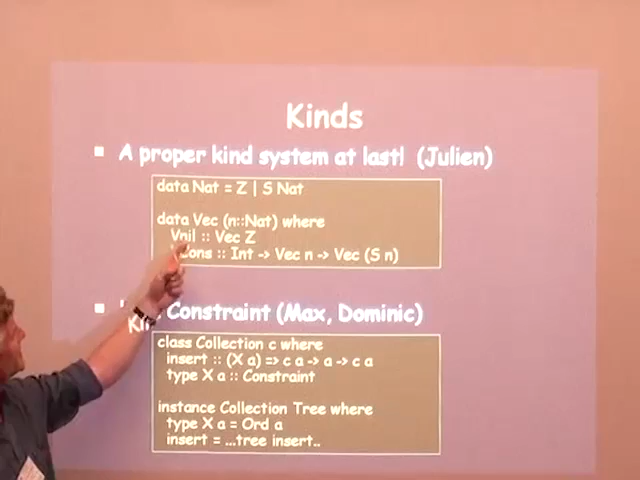 Kinds
A proper kind system at last! (Julien)
data Nat = Z | S Nat
data Vec (n::Nat) where
Vnil :: Vec Z
Cons :: Int -> Vec n -> Vec (S n)
Constraint (Max, Dominic)
class Collection c where
insert :: (X a) => c a -> a -> c a
type X a :: Constraint
instance Collection Tree where
type X a = Ord a
insert = ...tree insert..